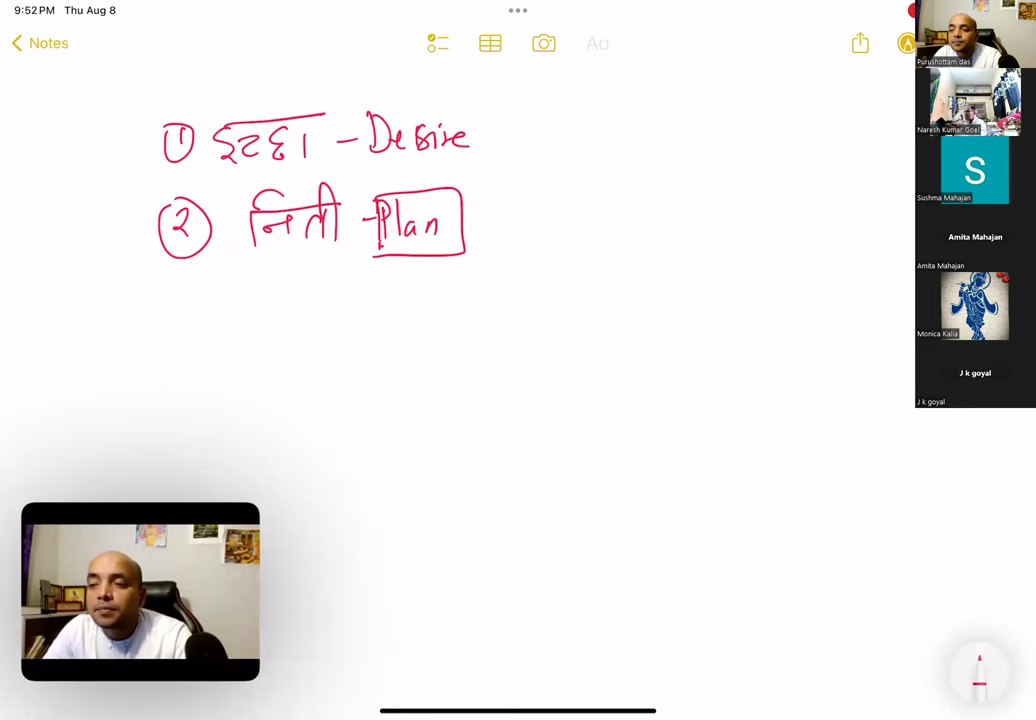 9:52 PM Thu Aug 8
Notes
Aa
① इच्छा - Desire
② निती - Plan
Purushottam das
Naresh Kumar Goel
S
Sushma Mahajan
Amita Mahajan
Amita Mahajan
Monica Kalia
J k goyal
J k goyal